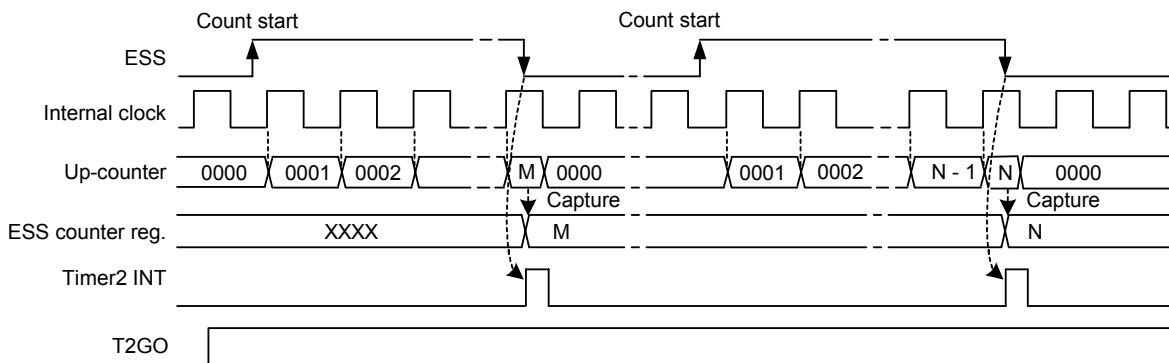 Count start Count start
ESS
Internal clock
Up-counter 0000 0001 0002 M 0000 0001 0002 N - 1 N 0000
Capture Capture
ESS counter reg. XXXX M N
Timer2 INT
T2GO